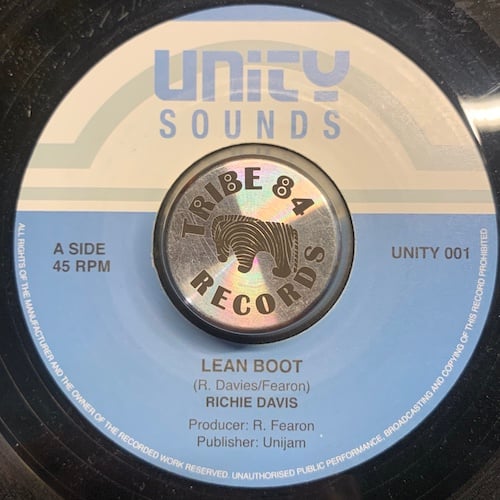 UNITY
SOUNDS
TRIBE 84
RECORDS
A SIDE
45 RPM
UNITY 001
LEAN BOOT
(R. Davies/Fearon)
RICHIE DAVIS
Producer: R. Fearon
Publisher: Unijam
ALL RIGHTS OF THE MANUFACTURER AND THE OWNER OF THE RECORDED WORK RESERVED. UNAUTHORISED PUBLIC PERFORMANCE, BROADCASTING AND COPYING OF THIS RECORD PROHIBITED